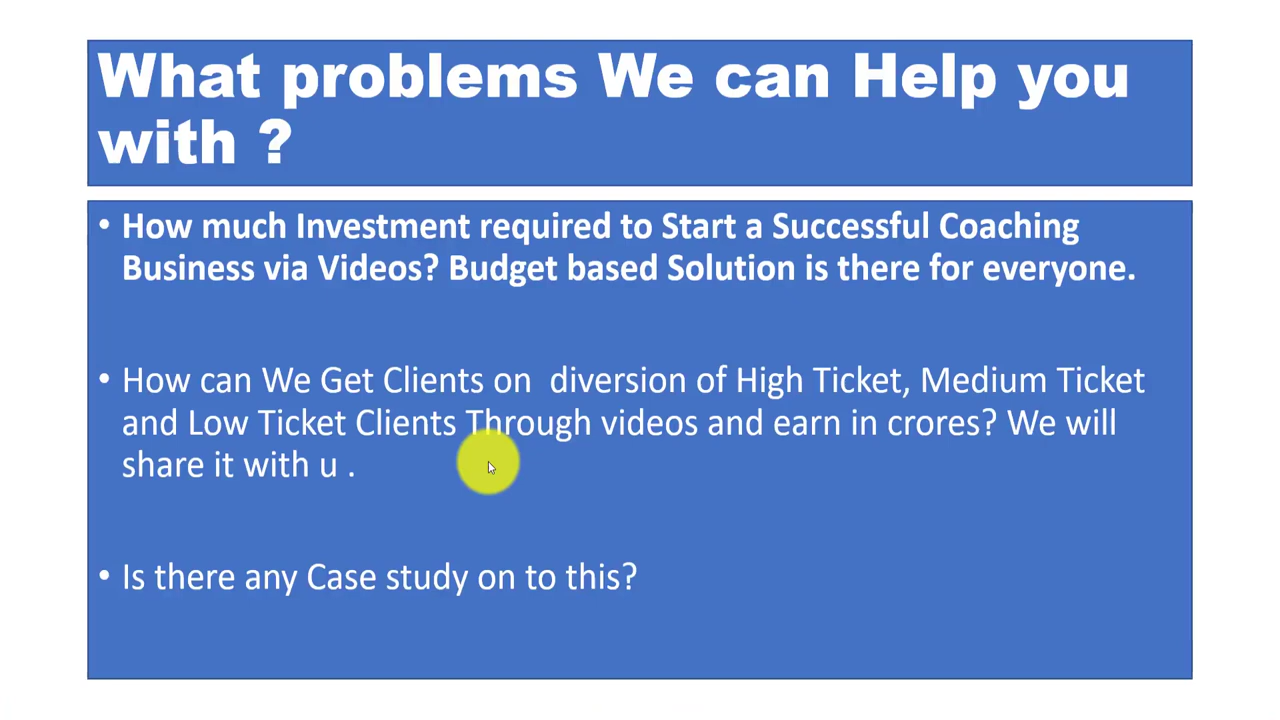 What problems We can Help you
with ?
• How much Investment required to Start a Successful Coaching
Business via Videos? Budget based Solution is there for everyone.
• How can We Get Clients on  diversion of High Ticket, Medium Ticket
and Low Ticket Clients Through videos and earn in crores? We will
share it with u .
• Is there any Case study on to this?